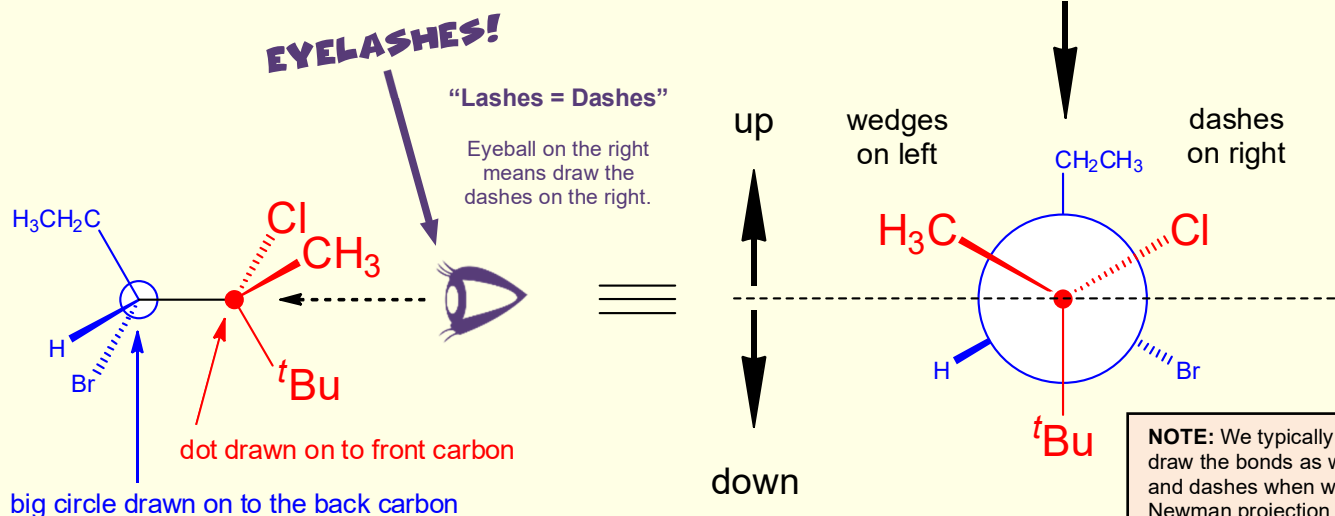 EYELASHES!
“Lashes = Dashes”
Eyeball on the right
means draw the
dashes on the right.
H3CH2C
Cl
CH3
H
Br
tBu
dot drawn on to front carbon
big circle drawn on to the back carbon
up
wedges
on left
dashes
on right
CH2CH3
H3C
Cl
H
Br
tBu
down
NOTE: We typically
draw the bonds as
and dashes when
Newman projection